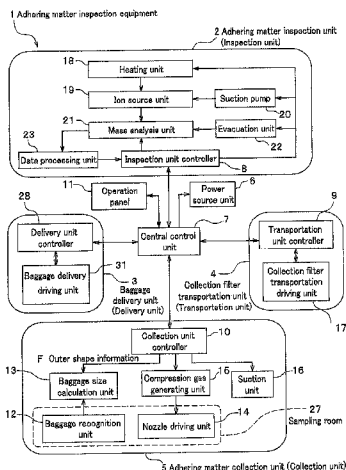 1 Adhering matter inspection equipment
2 Adhering matter inspection unit
(Inspection unit)
18
Heating unit
19
Ion source unit
Suction pump
20
21
Mass analysis unit
Evacuation unit
22
23
Data processing unit
Inspection unit controller
8
11
Operation
panel
Power
source unit
6
7
Central control
unit
28
Delivery unit
controller
31
Baggage delivery
driving unit
3
Baggage
delivery unit
(Delivery unit)
9
Transportation
unit controller
4
Collection filter
transportation
driving unit
Collection filter
transportation unit
(Transportation unit)
17
10
Collection unit
controller
F Outer shape information
13
Baggage size
calculation unit
15
Compression gas
generating unit
16
Suction
unit
12
Baggage recognition
unit
14
Nozzle driving unit
27
Sampling room
5 Adhering matter collection unit (Collection unit)